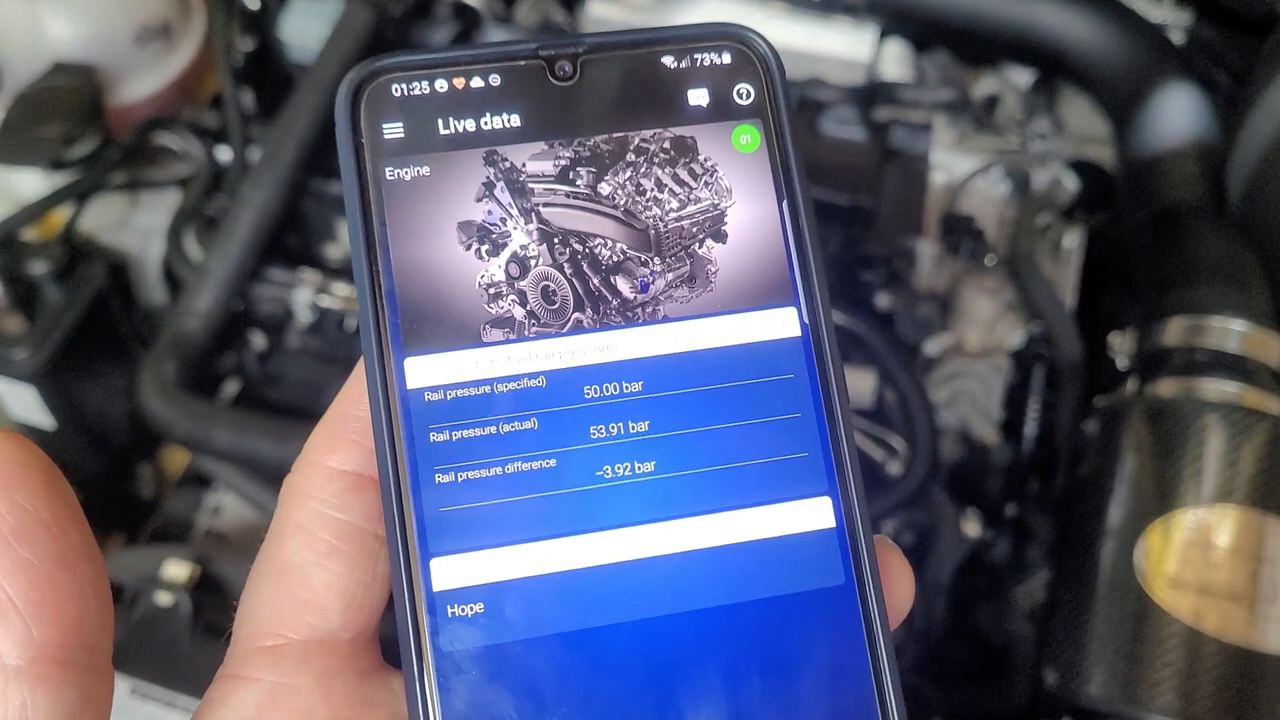 01:25
73%
Live data
Engine
01
Rail pressure (specified) 50.00 bar
Rail pressure (actual) 53.91 bar
Rail pressure difference –3.92 bar
Hope